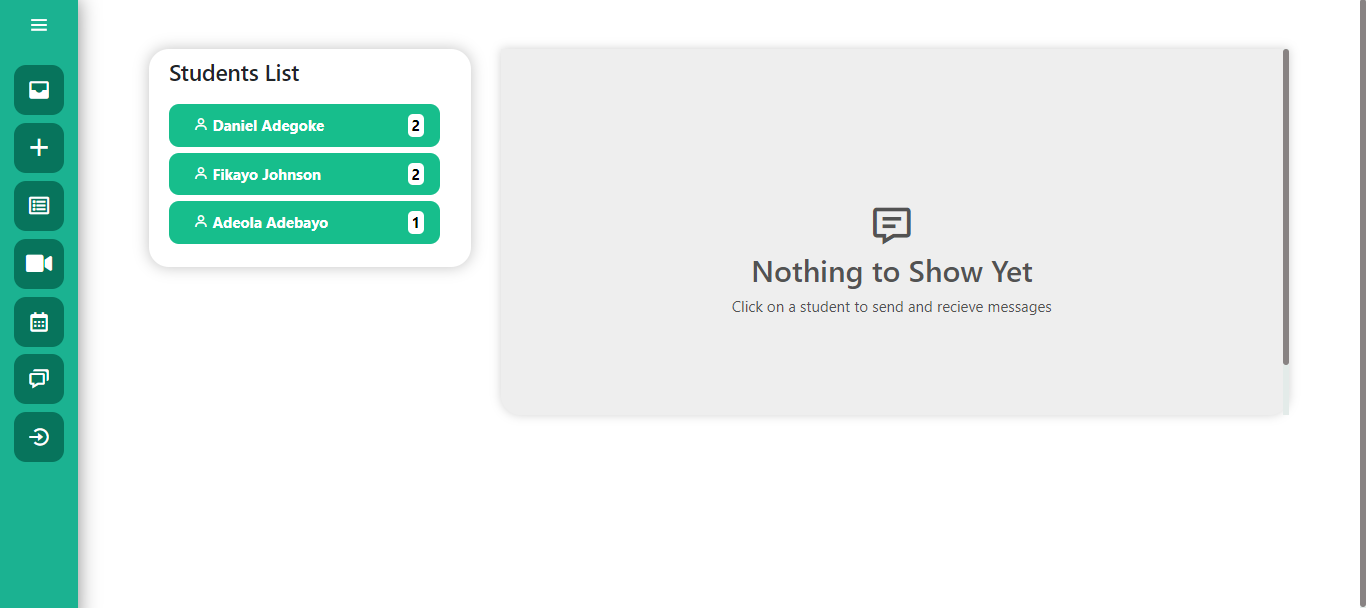 Students List
Daniel Adegoke 2
Fikayo Johnson 2
Adeola Adebayo 1
Nothing to Show Yet
Click on a student to send and recieve messages